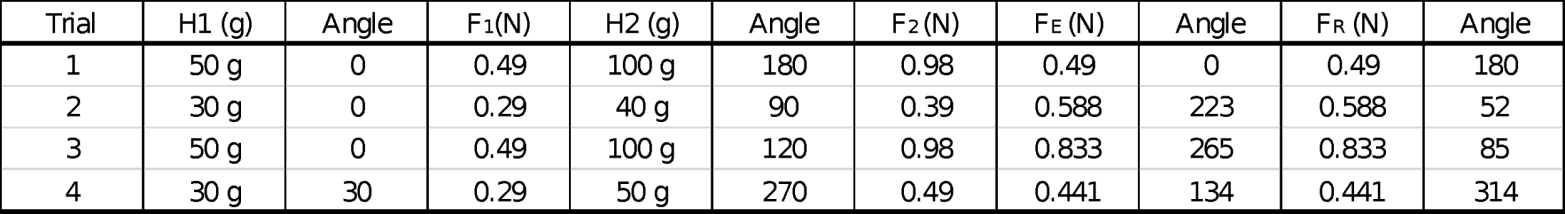 Trial H1 (g) Angle F1(N) H2 (g) Angle F2 (N) FE (N) Angle FR (N) Angle
1 50 g 0 0.49 100 g 180 0.98 0.49 0 0.49 180
2 30 g 0 0.29 40 g 90 0.39 0.588 223 0.588 52
3 50 g 0 0.49 100 g 120 0.98 0.833 265 0.833 85
4 30 g 30 0.29 50 g 270 0.49 0.441 134 0.441 314